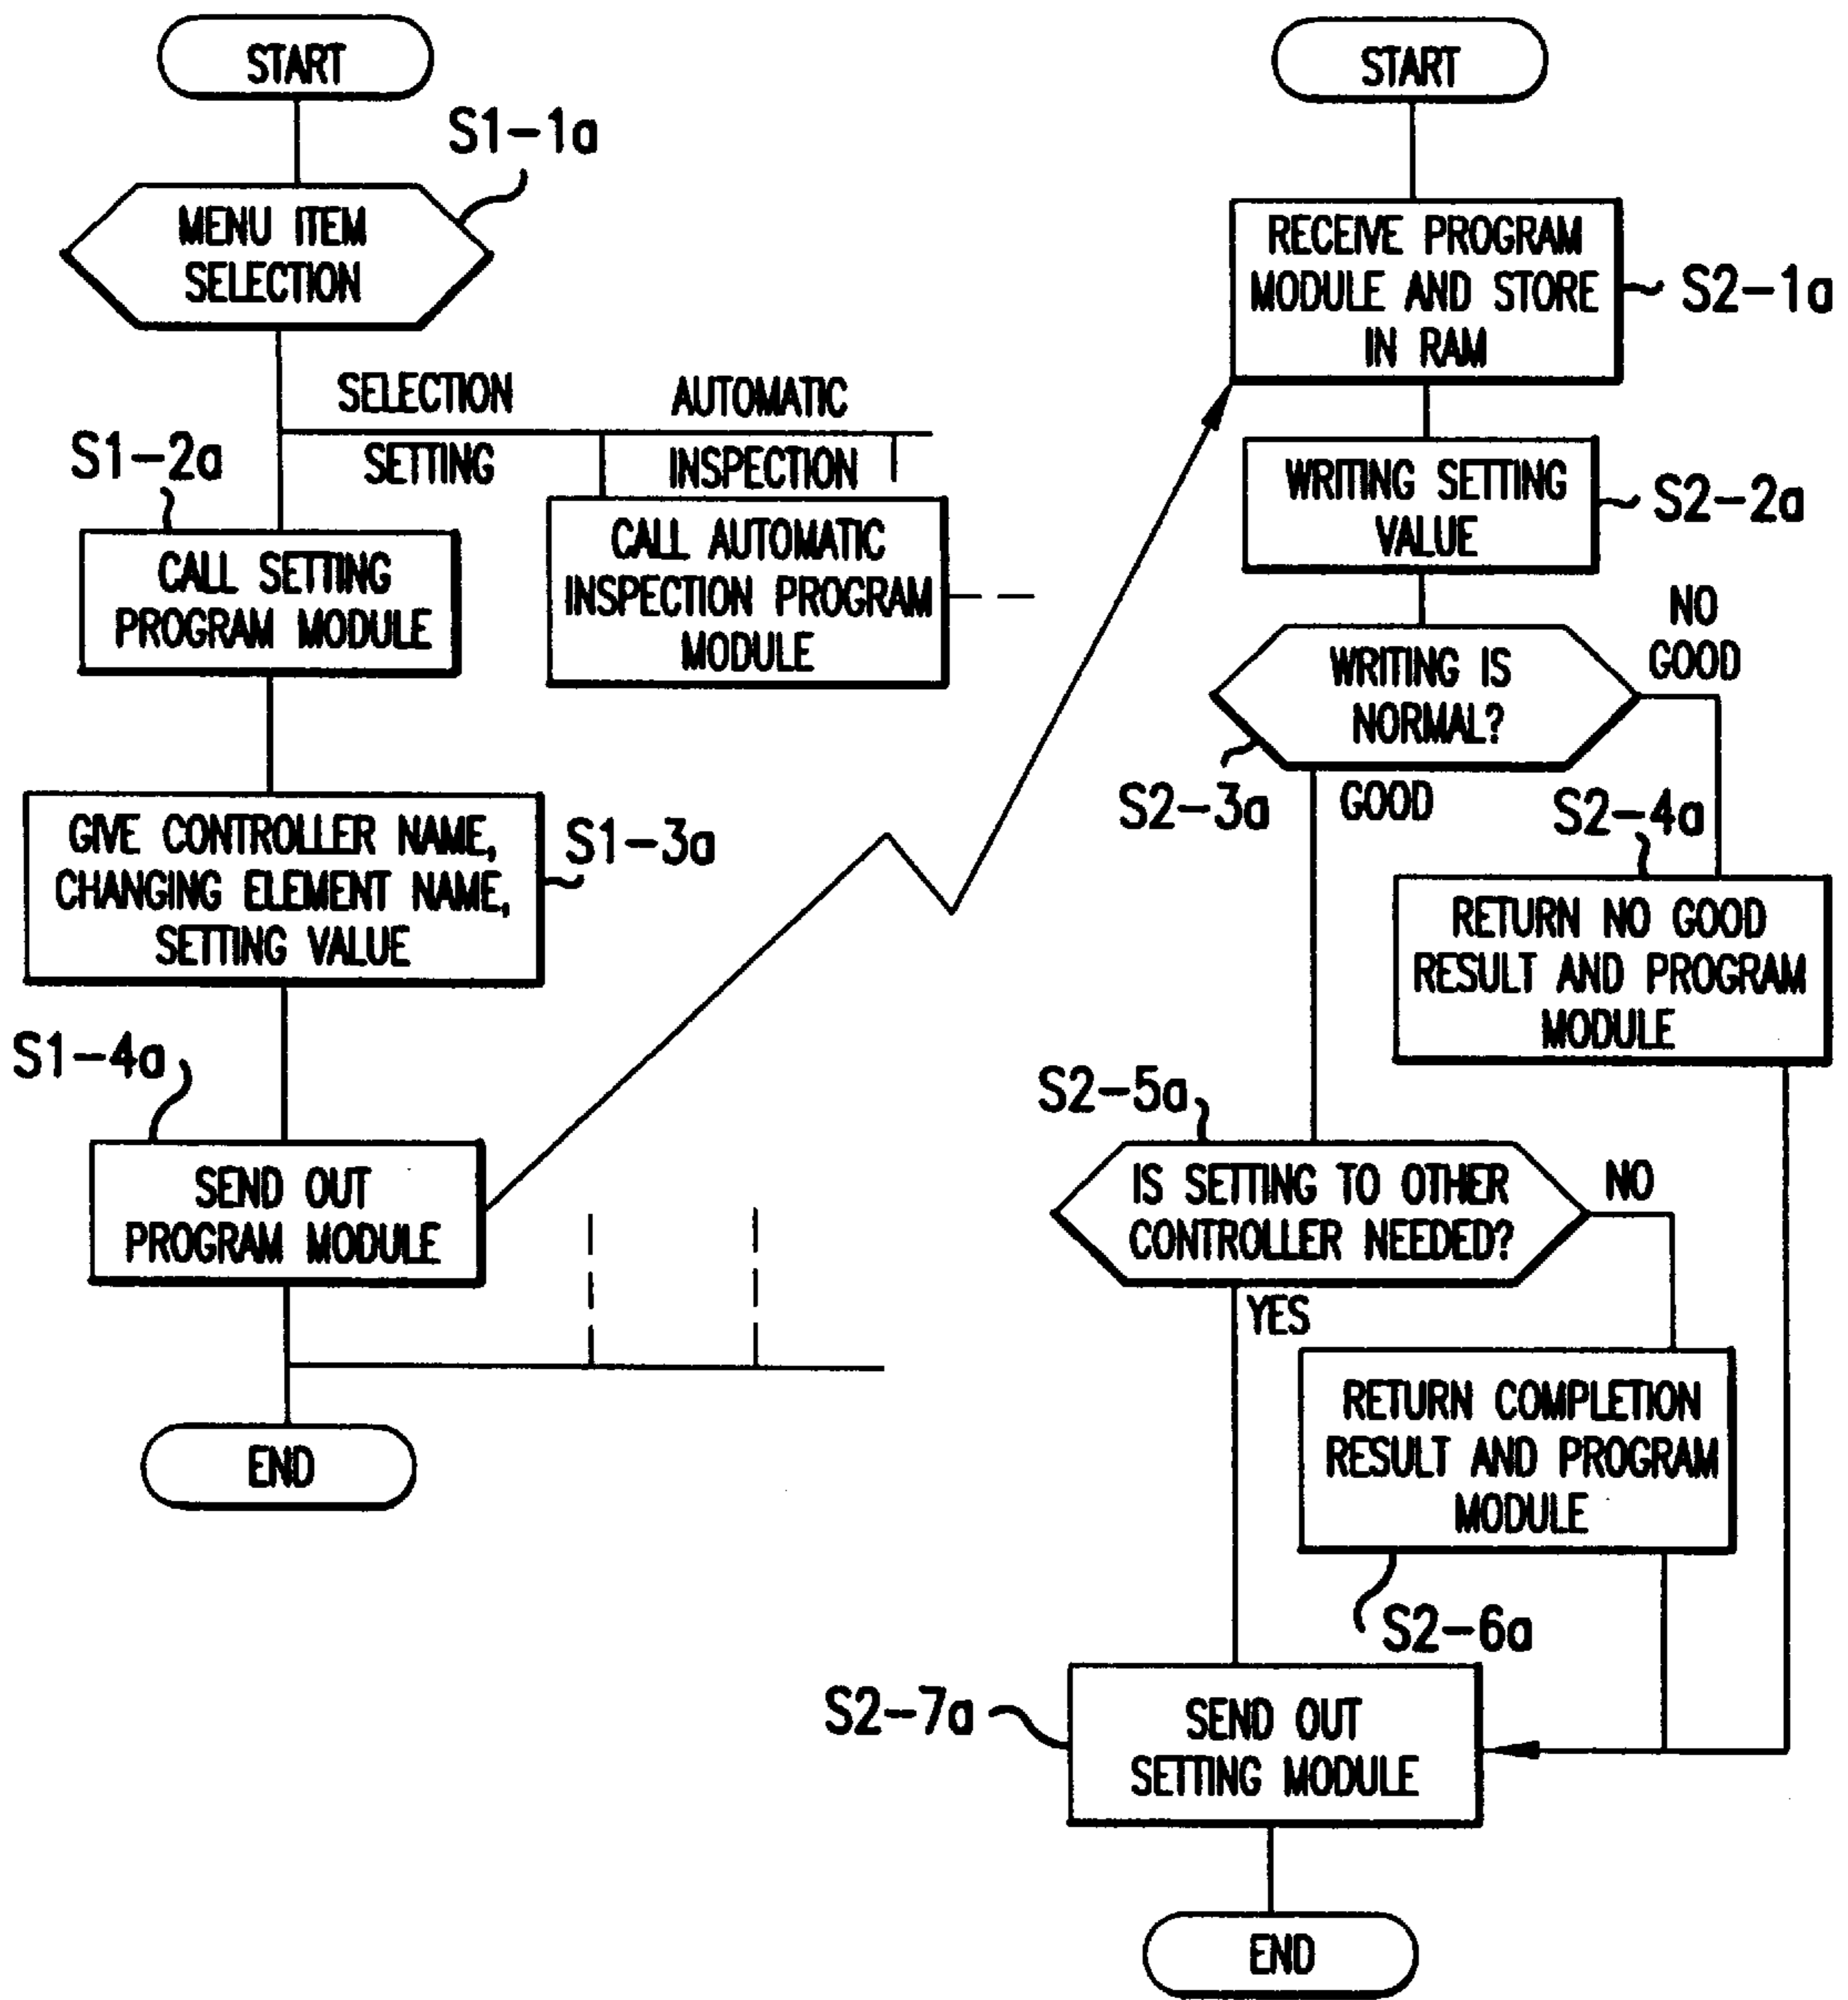 START
S1-1a
MENU ITEM
SELECTION
SELECTION
SETTING
AUTOMATIC
INSPECTION
S1-2a
CALL SETTING
PROGRAM MODULE
CALL AUTOMATIC
INSPECTION PROGRAM
MODULE
GIVE CONTROLLER NAME,
CHANGING ELEMENT NAME,
SETTING VALUE
S1-3a
S1-4a
SEND OUT
PROGRAM MODULE
END
START
RECEIVE PROGRAM
MODULE AND STORE
IN RAM
S2-1a
WRITING SETTING
VALUE
S2-2a
WRITING IS
NORMAL?
NO
GOOD
S2-3a
GOOD
S2-4a
RETURN NO GOOD
RESULT AND PROGRAM
MODULE
S2-5a
IS SETTING TO OTHER
CONTROLLER NEEDED?
NO
YES
RETURN COMPLETION
RESULT AND PROGRAM
MODULE
S2-6a
S2-7a
SEND OUT
SETTING MODULE
END